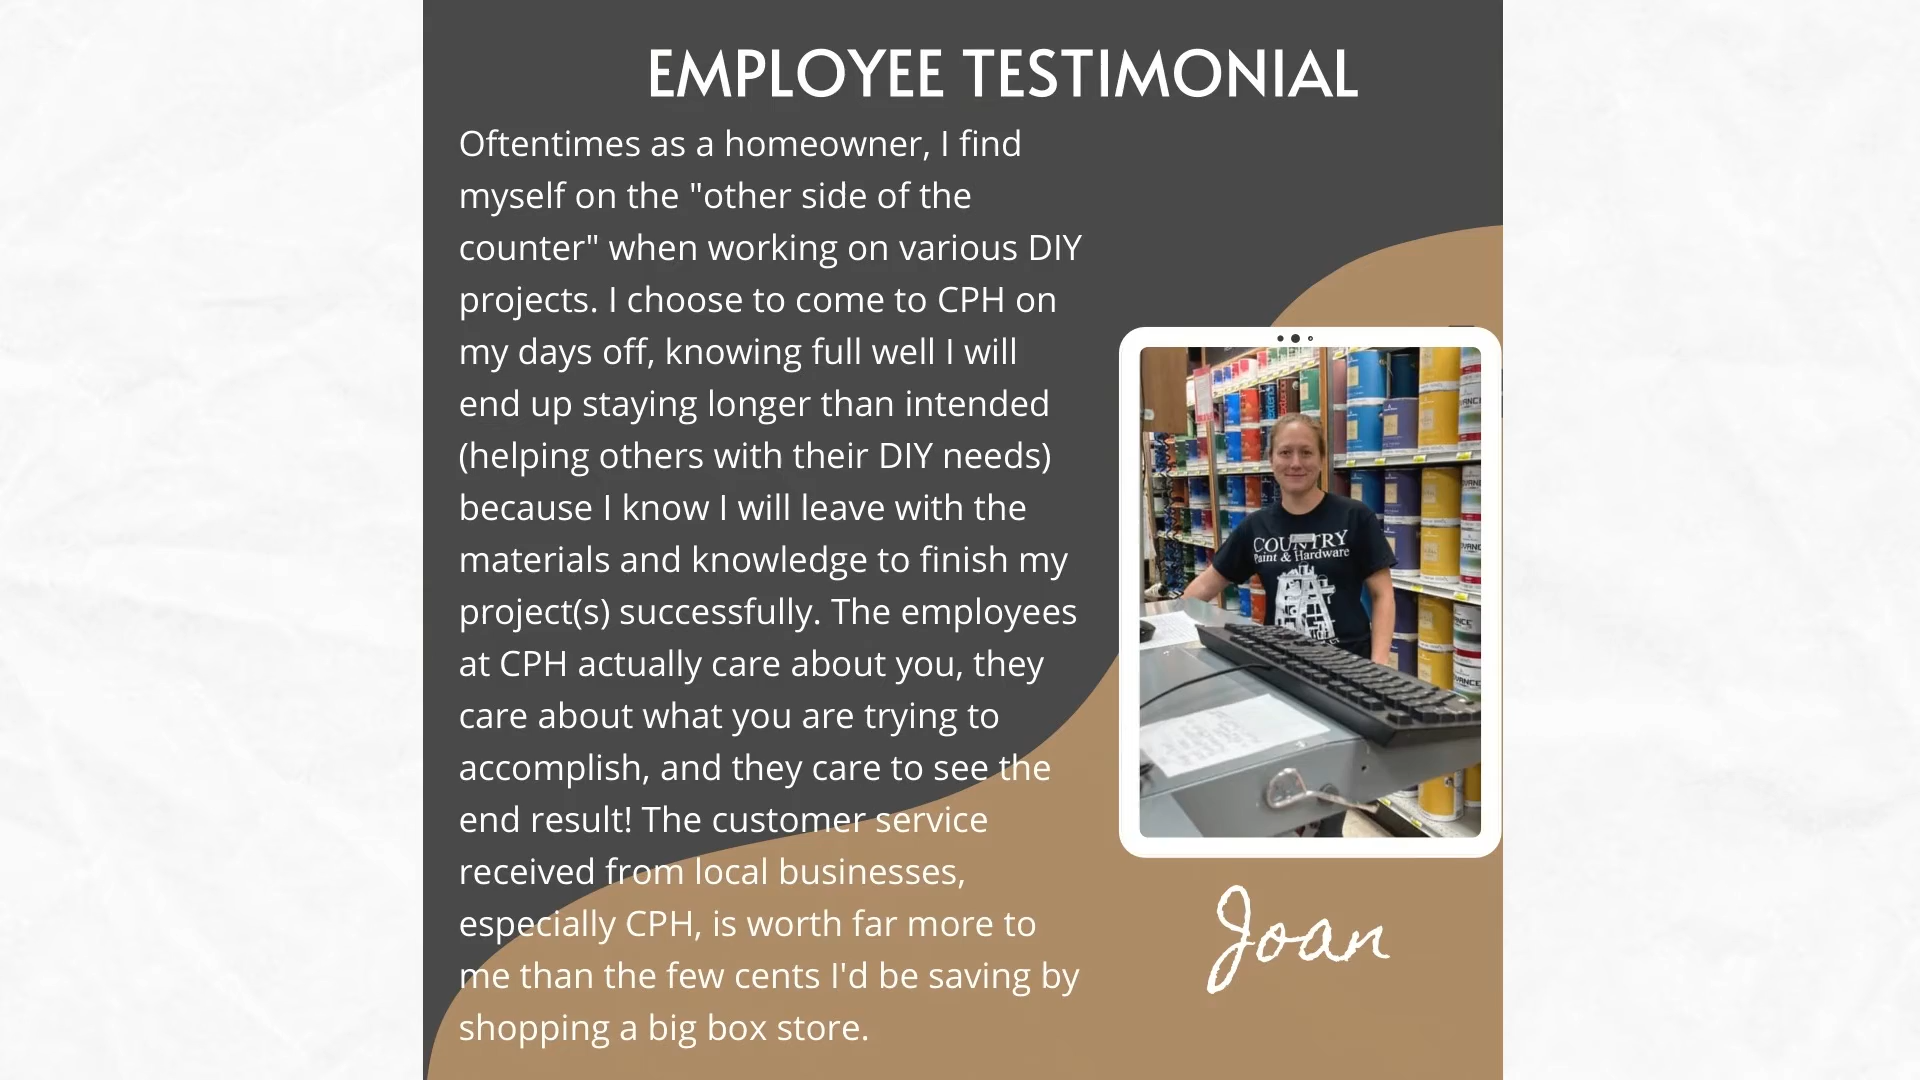 EMPLOYEE TESTIMONIAL
Oftentimes as a homeowner, I find
myself on the "other side of the
counter" when working on various DIY
projects. I choose to come to CPH on
my days off, knowing full well I will
end up staying longer than intended
(helping others with their DIY needs)
because I know I will leave with the
materials and knowledge to finish my
project(s) successfully. The employees
at CPH actually care about you, they
care about what you are trying to
accomplish, and they care to see the
end result! The customer service
received from local businesses,
especially CPH, is worth far more to
me than the few cents I'd be saving by
shopping a big box store.
COUNTRY
Paint & Hardware
Joan